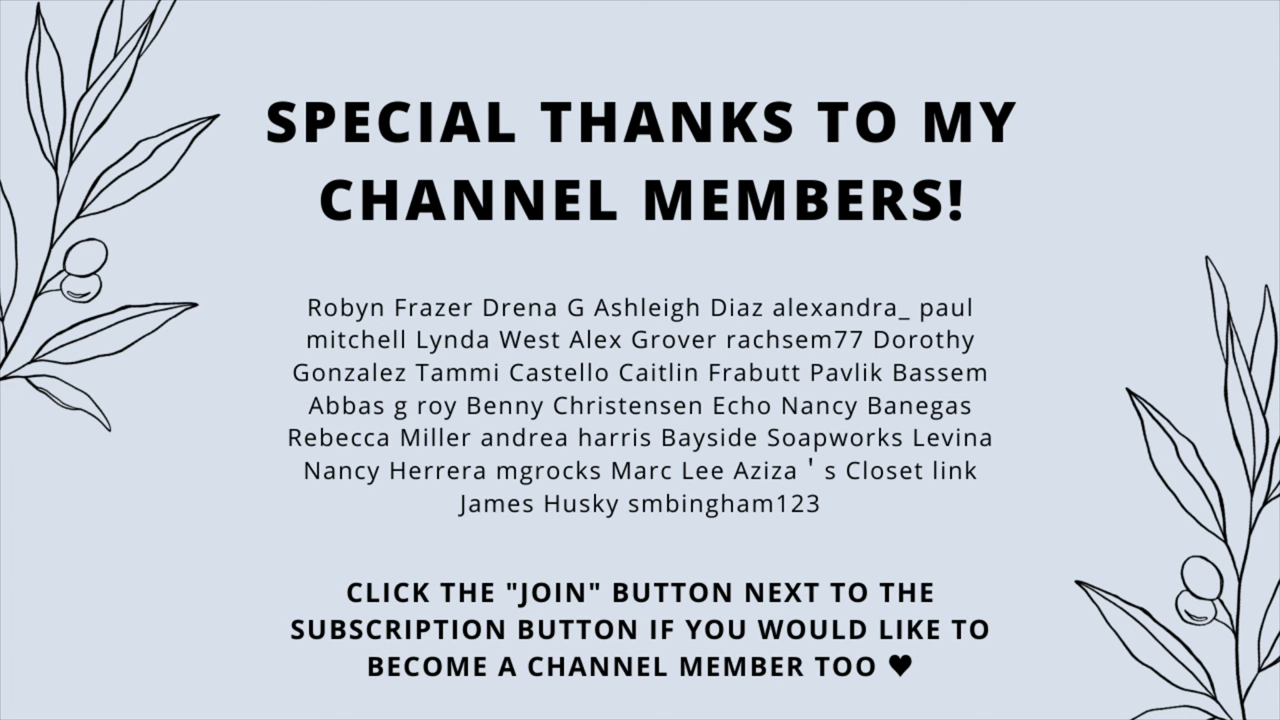 SPECIAL THANKS TO MY
CHANNEL MEMBERS!
Robyn Frazer Drena G Ashleigh Diaz alexandra_ paul
mitchell Lynda West Alex Grover rachsem77 Dorothy
Gonzalez Tammi Castello Caitlin Frabutt Pavlik Bassem
Abbas g roy Benny Christensen Echo Nancy Banegas
Rebecca Miller andrea harris Bayside Soapworks Levina
Nancy Herrera mgrocks Marc Lee Aziza ' s Closet link
James Husky smbingham123
CLICK THE "JOIN" BUTTON NEXT TO THE
SUBSCRIPTION BUTTON IF YOU WOULD LIKE TO
BECOME A CHANNEL MEMBER TOO ♥